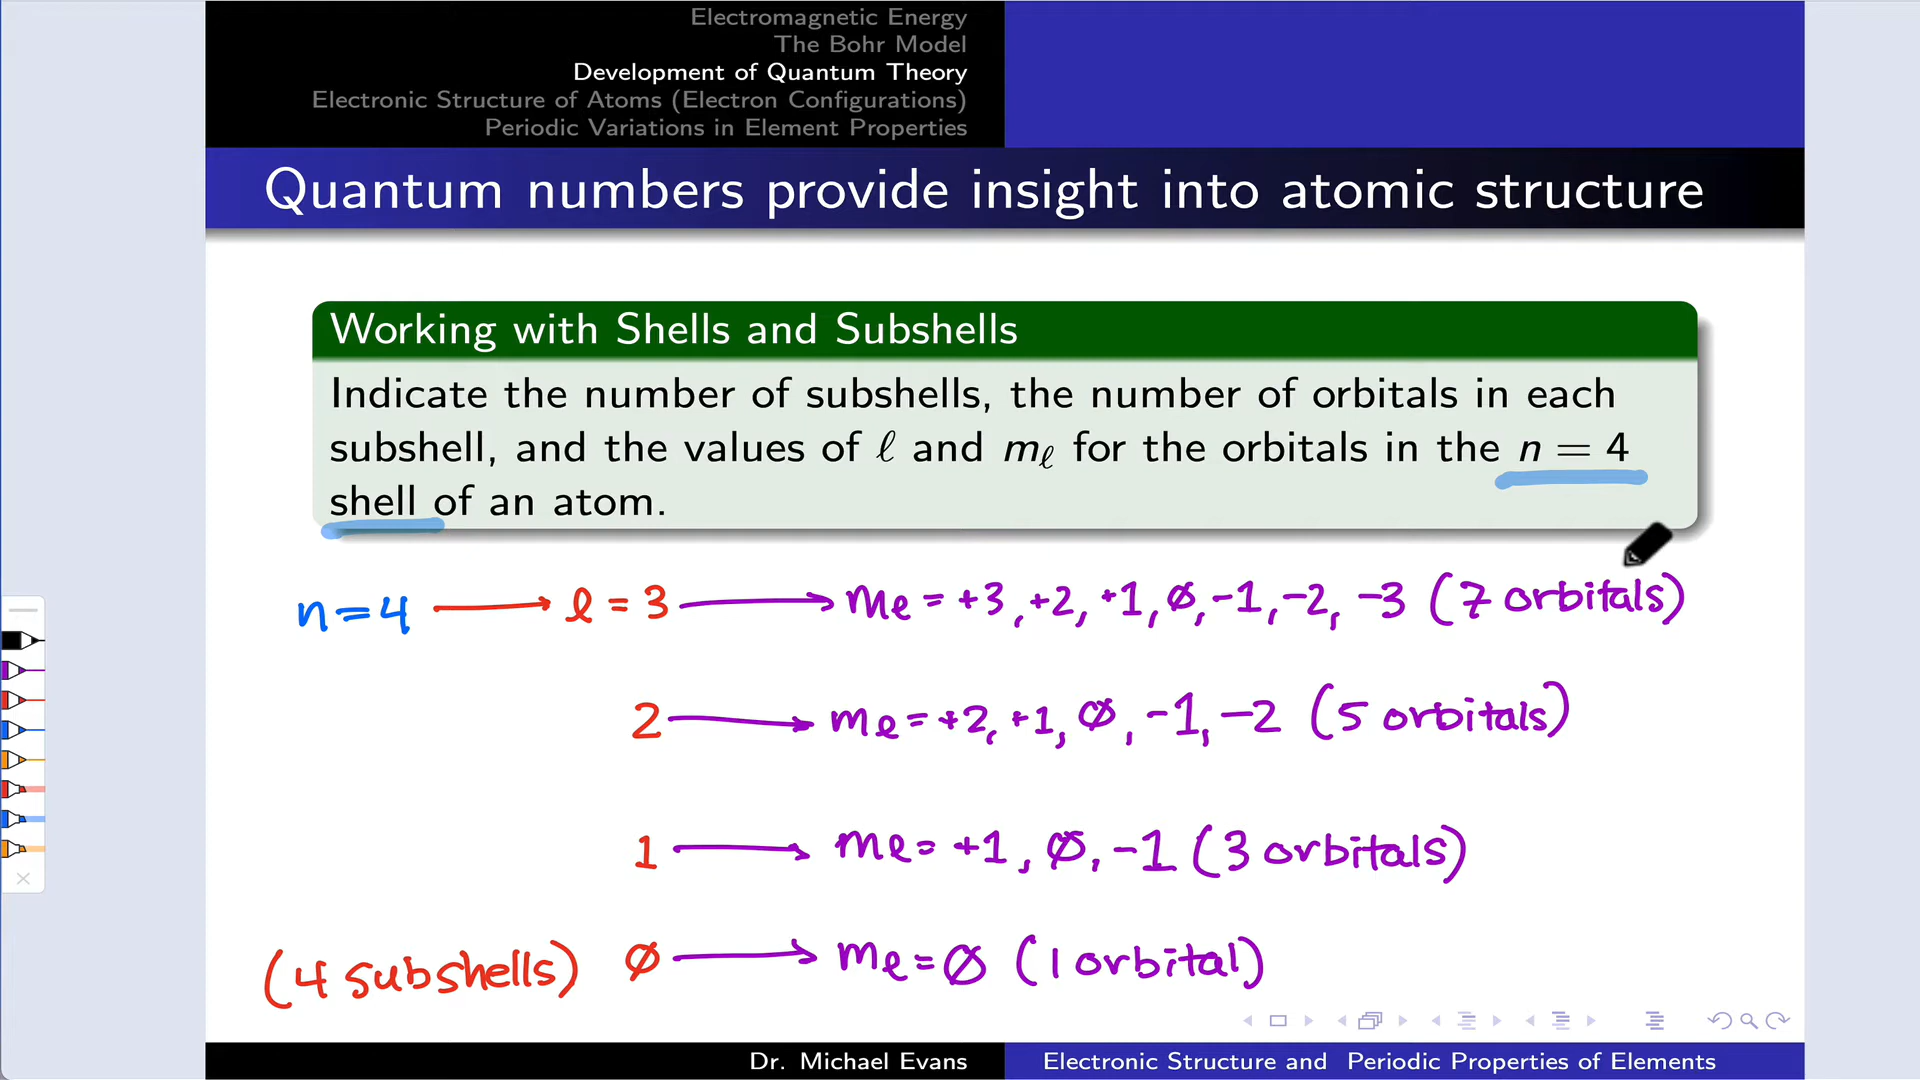 Electromagnetic Energy
The Bohr Model
Development of Quantum Theory
Electronic Structure of Atoms (Electron Configurations)
Periodic Variations in Element Properties
Quantum numbers provide insight into atomic structure
Working with Shells and Subshells
Indicate the number of subshells, the number of orbitals in each
subshell, and the values of ℓ and mℓ for the orbitals in the n = 4
shell of an atom.
n=4 → ℓ = 3 → mℓ = +3, +2, +1, ∅, -1, -2, -3 (7 orbitals)
2 → mℓ = +2, +1, ∅, -1, -2 (5 orbitals)
1 → mℓ = +1, ∅, -1 (3 orbitals)
(4 subshells) ∅ → mℓ = ∅ (1 orbital)
Dr. Michael Evans Electronic Structure and Periodic Properties of Elements